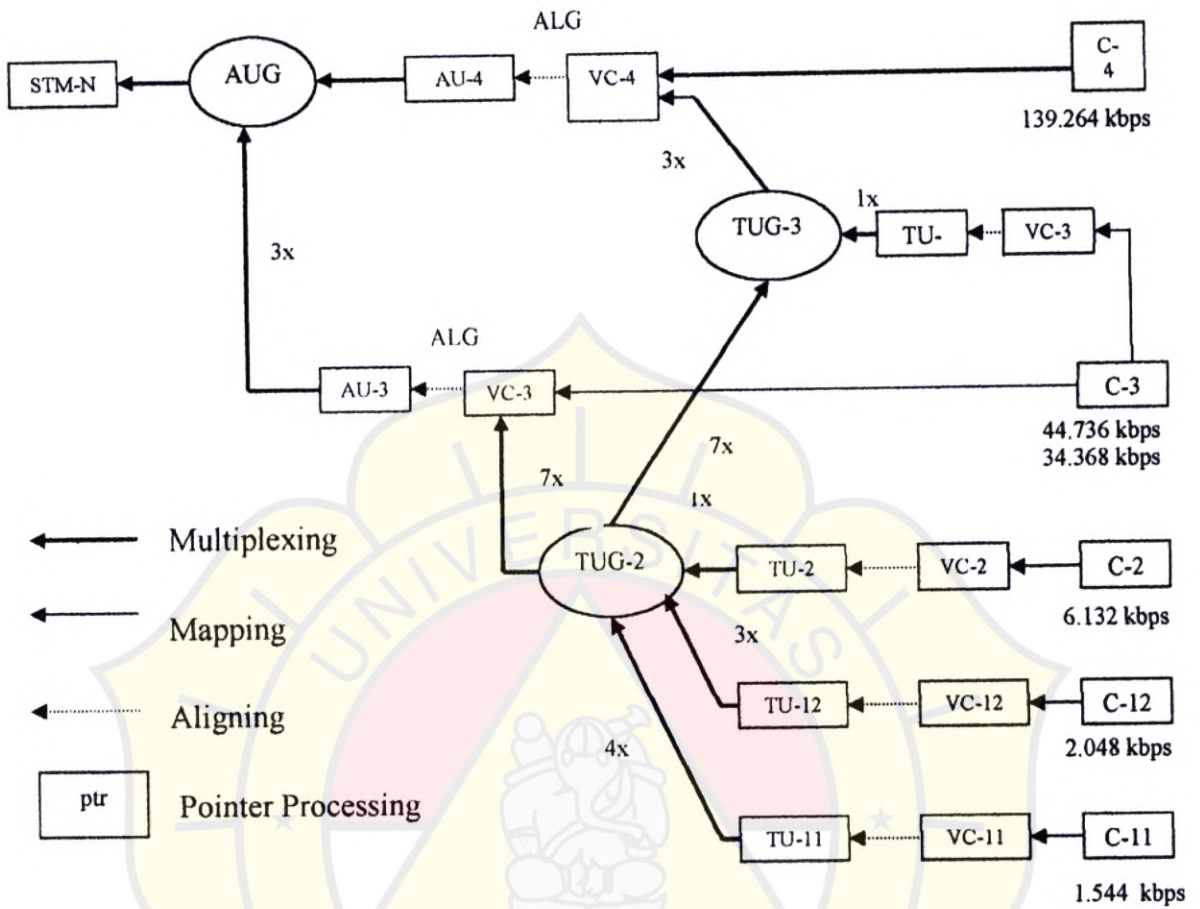 ALG
C-
4
STM-N
AUG
AU-4
VC-4
139.264 kbps
3x
1x
TUG-3
TU-
VC-3
3x
ALG
AU-3
VC-3
C-3
44.736 kbps
34.368 kbps
7x
7x
1x
Multiplexing
TUG-2
TU-2
VC-2
C-2
6.132 kbps
Mapping
3x
Aligning
TU-12
VC-12
C-12
2.048 kbps
4x
ptr
Pointer Processing
TU-11
VC-11
C-11
1.544 kbps
UNIVERSITAS